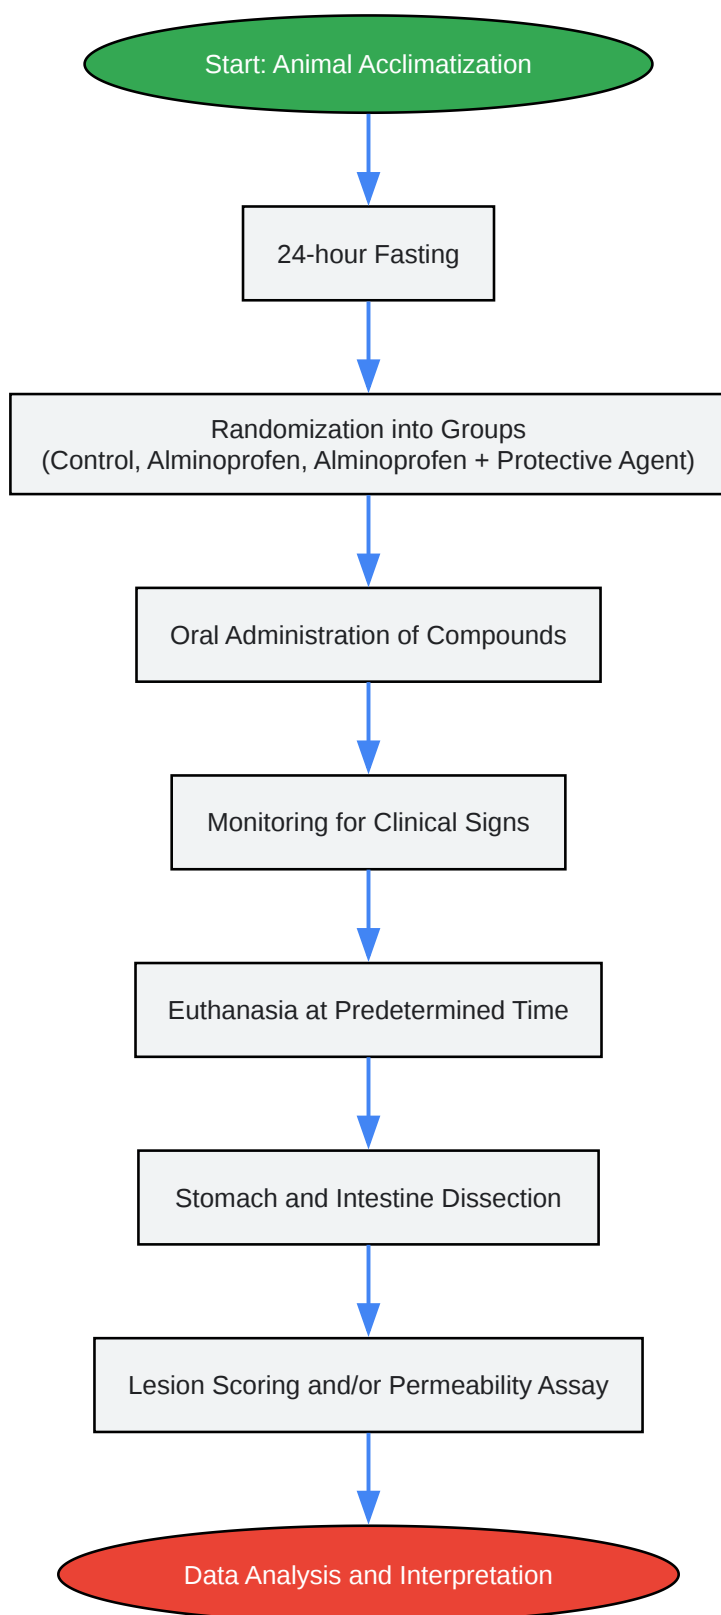 Start: Animal Acclimatization
24-hour Fasting
Randomization into Groups
(Control, Alminoprofen, Alminoprofen + Protective Agent)
Oral Administration of Compounds
Monitoring for Clinical Signs
Euthanasia at Predetermined Time
Stomach and Intestine Dissection
Lesion Scoring and/or Permeability Assay
Data Analysis and Interpretation